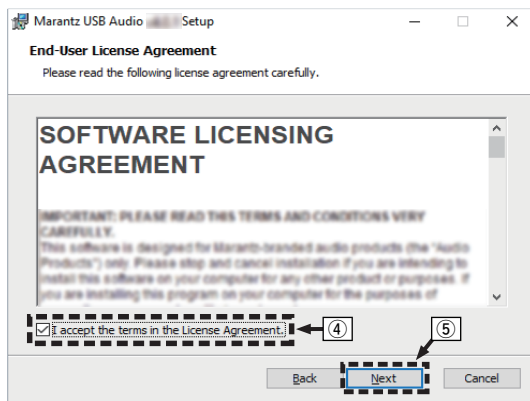 Marantz USB Audio Setup
End-User License Agreement
Please read the following license agreement carefully.
SOFTWARE LICENSING
AGREEMENT
IMPORTANT: PLEASE READ THIS TERMS AND CONDITIONS VERY
CAREFULLY.
This software is designed for Marantz-branded audio products (the "Audio
Products") only. Please stop and cancel installation if you are intending to
install this software on your computer for any other product or purposes. If
you are installing this program on your computer for the purposes of
I accept the terms in the License Agreement.
④
⑤
Back Next Cancel